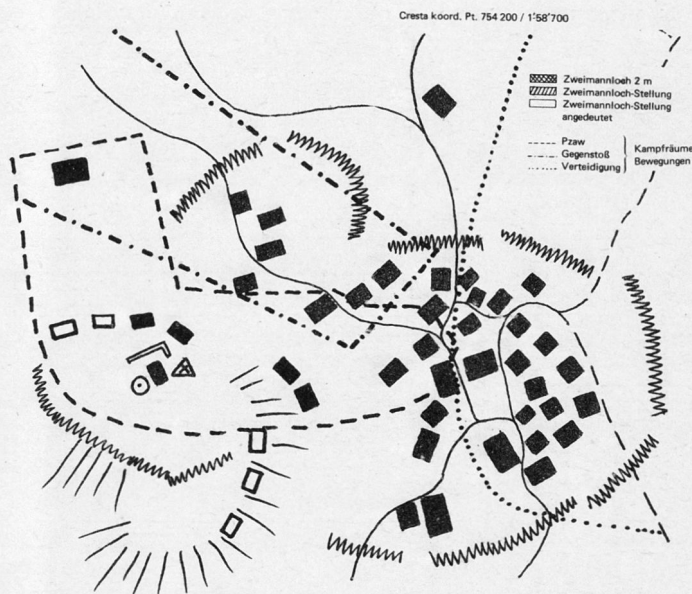 Cresta koord. Pt. 754 200 / 1'58'700
Zweimannloch 2 m
Zweimannloch-Stellung
Zweimannloch-Stellung
angedeutet
Pzaw
Gegenstoß
Verteidigung
Kampfräume
Bewegungen